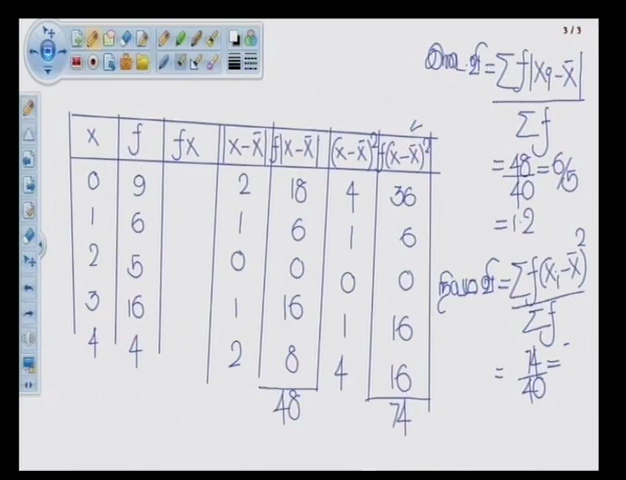 3 / 3
x f fx |x-x̄| f|x-x̄| (x-x̄)² f(x-x̄)²
0 9 2 18 4 36
1 6 1 6 1 6
2 5 0 0 0 0
3 16 1 16 1 16
4 4 2 8 4 16
48 74
= Σf|xᵢ-x̄|
Σf
= 48/40 = 6/5
= 1.2
= Σf(xᵢ-x̄)²
Σf
= 74/40 =